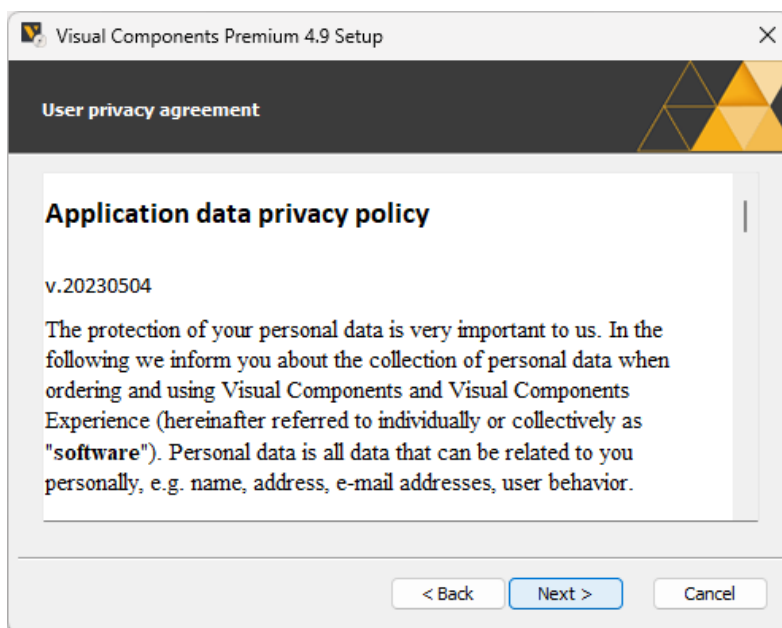 Visual Components Premium 4.9 Setup
User privacy agreement
Application data privacy policy
v.20230504
The protection of your personal data is very important to us. In the
following we inform you about the collection of personal data when
ordering and using Visual Components and Visual Components
Experience (hereinafter referred to individually or collectively as
"software"). Personal data is all data that can be related to you
personally, e.g. name, address, e-mail addresses, user behavior.
< Back
Next >
Cancel